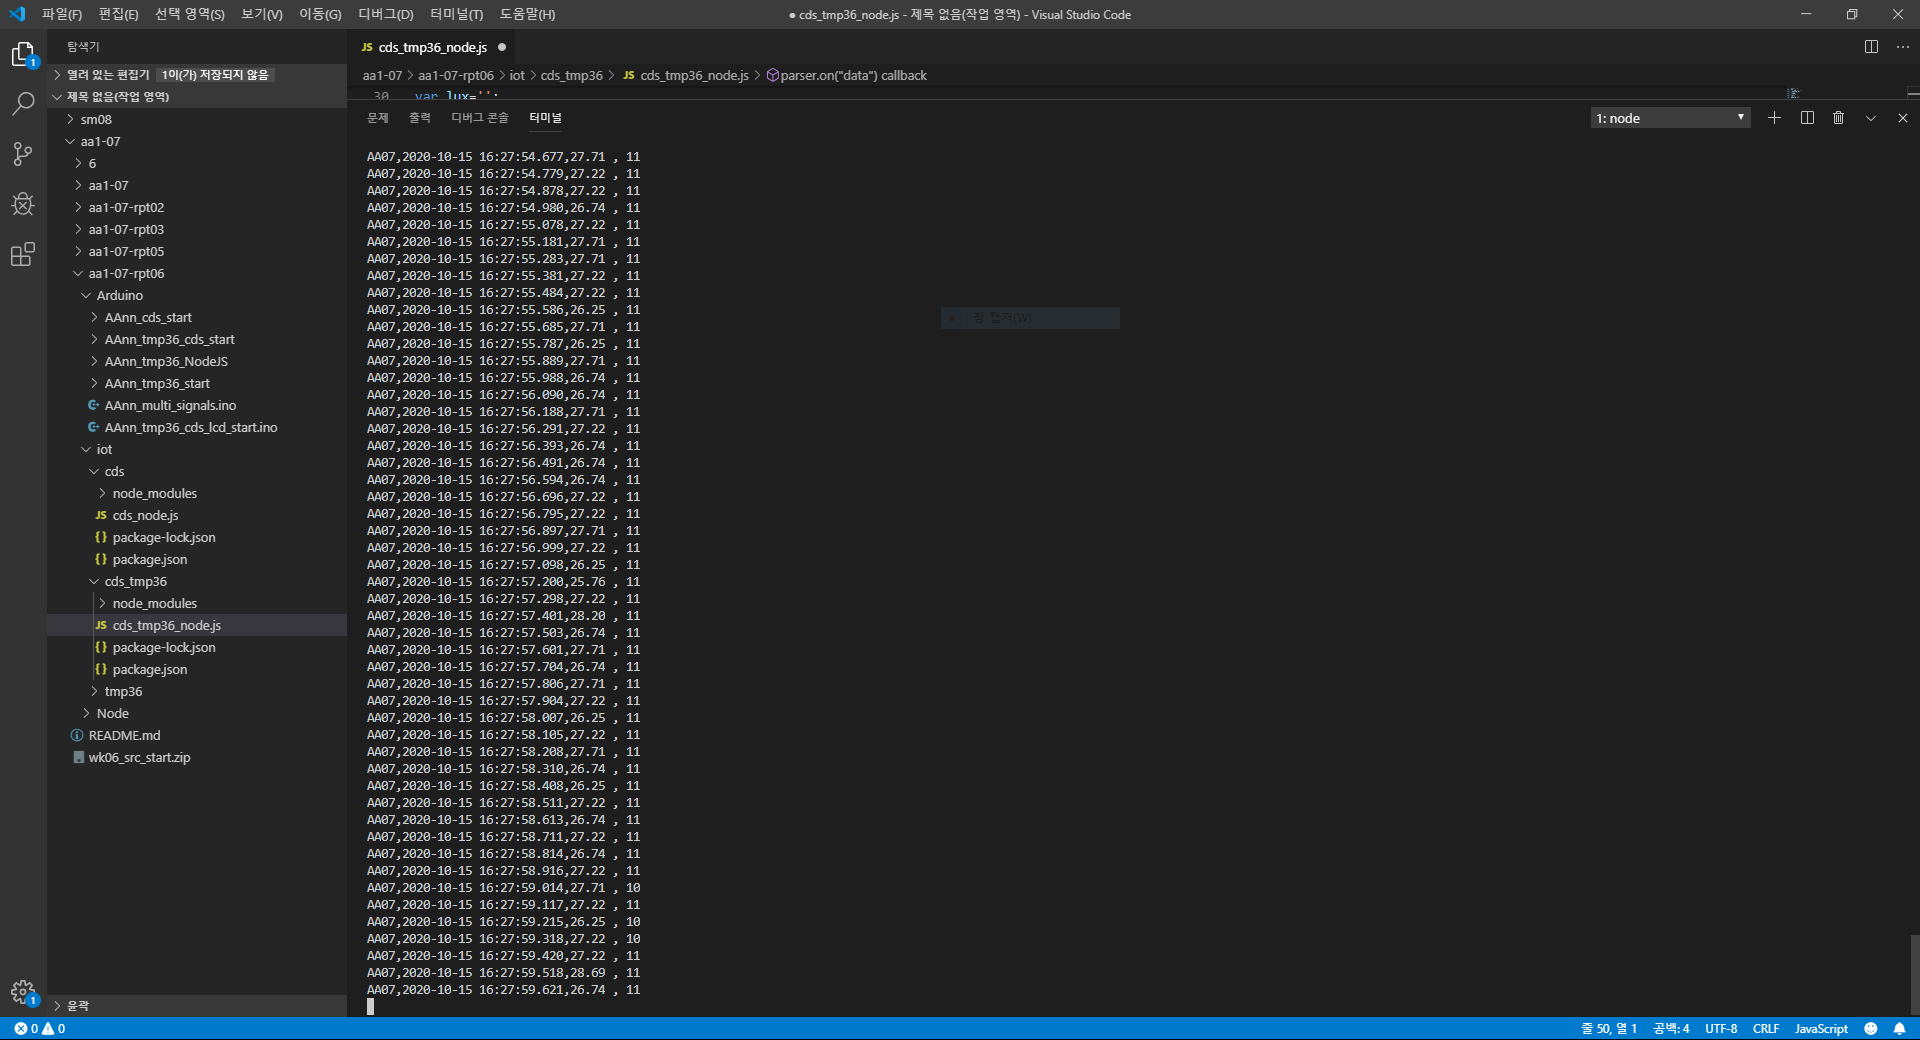 파일(F) 편집(E) 선택 영역(S) 보기(V) 이동(G) 디버그(D) 터미널(T) 도움말(H)
● cds_tmp36_node.js - 제목 없음(작업 영역) - Visual Studio Code
탐색기
열려 있는 편집기 1이(가) 저장되지 않음
제목 없음(작업 영역)
sm08
aa1-07
6
aa1-07
aa1-07-rpt02
aa1-07-rpt03
aa1-07-rpt05
aa1-07-rpt06
Arduino
AAnn_cds_start
AAnn_tmp36_cds_start
AAnn_tmp36_NodeJS
AAnn_tmp36_start
AAnn_multi_signals.ino
AAnn_tmp36_cds_lcd_start.ino
iot
cds
node_modules
JS cds_node.js
{} package-lock.json
{} package.json
cds_tmp36
node_modules
JS cds_tmp36_node.js
{} package-lock.json
{} package.json
tmp36
Node
README.md
wk06_src_start.zip
윤곽
1
1
JS cds_tmp36_node.js ●
aa1-07 > aa1-07-rpt06 > iot > cds_tmp36 > JS cds_tmp36_node.js > parser.on("data") callback
30 var lux='';
문제 출력 디버그 콘솔 터미널
1: node
AA07,2020-10-15 16:27:54.677,27.71 , 11
AA07,2020-10-15 16:27:54.779,27.22 , 11
AA07,2020-10-15 16:27:54.878,27.22 , 11
AA07,2020-10-15 16:27:54.980,26.74 , 11
AA07,2020-10-15 16:27:55.078,27.22 , 11
AA07,2020-10-15 16:27:55.181,27.71 , 11
AA07,2020-10-15 16:27:55.283,27.71 , 11
AA07,2020-10-15 16:27:55.381,27.22 , 11
AA07,2020-10-15 16:27:55.484,27.22 , 11
AA07,2020-10-15 16:27:55.586,26.25 , 11
AA07,2020-10-15 16:27:55.685,27.71 , 11
AA07,2020-10-15 16:27:55.787,26.25 , 11
AA07,2020-10-15 16:27:55.889,27.71 , 11
AA07,2020-10-15 16:27:55.988,26.74 , 11
AA07,2020-10-15 16:27:56.090,26.74 , 11
AA07,2020-10-15 16:27:56.188,27.71 , 11
AA07,2020-10-15 16:27:56.291,27.22 , 11
AA07,2020-10-15 16:27:56.393,26.74 , 11
AA07,2020-10-15 16:27:56.491,26.74 , 11
AA07,2020-10-15 16:27:56.594,26.74 , 11
AA07,2020-10-15 16:27:56.696,27.22 , 11
AA07,2020-10-15 16:27:56.795,27.22 , 11
AA07,2020-10-15 16:27:56.897,27.71 , 11
AA07,2020-10-15 16:27:56.999,27.22 , 11
AA07,2020-10-15 16:27:57.098,26.25 , 11
AA07,2020-10-15 16:27:57.200,25.76 , 11
AA07,2020-10-15 16:27:57.298,27.22 , 11
AA07,2020-10-15 16:27:57.401,28.20 , 11
AA07,2020-10-15 16:27:57.503,26.74 , 11
AA07,2020-10-15 16:27:57.601,27.71 , 11
AA07,2020-10-15 16:27:57.704,26.74 , 11
AA07,2020-10-15 16:27:57.806,27.71 , 11
AA07,2020-10-15 16:27:57.904,27.22 , 11
AA07,2020-10-15 16:27:58.007,26.25 , 11
AA07,2020-10-15 16:27:58.105,27.22 , 11
AA07,2020-10-15 16:27:58.208,27.71 , 11
AA07,2020-10-15 16:27:58.310,26.74 , 11
AA07,2020-10-15 16:27:58.408,26.25 , 11
AA07,2020-10-15 16:27:58.511,27.22 , 11
AA07,2020-10-15 16:27:58.613,26.74 , 11
AA07,2020-10-15 16:27:58.711,27.22 , 11
AA07,2020-10-15 16:27:58.814,26.74 , 11
AA07,2020-10-15 16:27:58.916,27.22 , 11
AA07,2020-10-15 16:27:59.014,27.71 , 10
AA07,2020-10-15 16:27:59.117,27.22 , 11
AA07,2020-10-15 16:27:59.215,26.25 , 10
AA07,2020-10-15 16:27:59.318,27.22 , 10
AA07,2020-10-15 16:27:59.420,27.22 , 11
AA07,2020-10-15 16:27:59.518,28.69 , 11
AA07,2020-10-15 16:27:59.621,26.74 , 11
창 캡처(W)
0 0
줄 50, 열 1 공백: 4 UTF-8 CRLF JavaScript